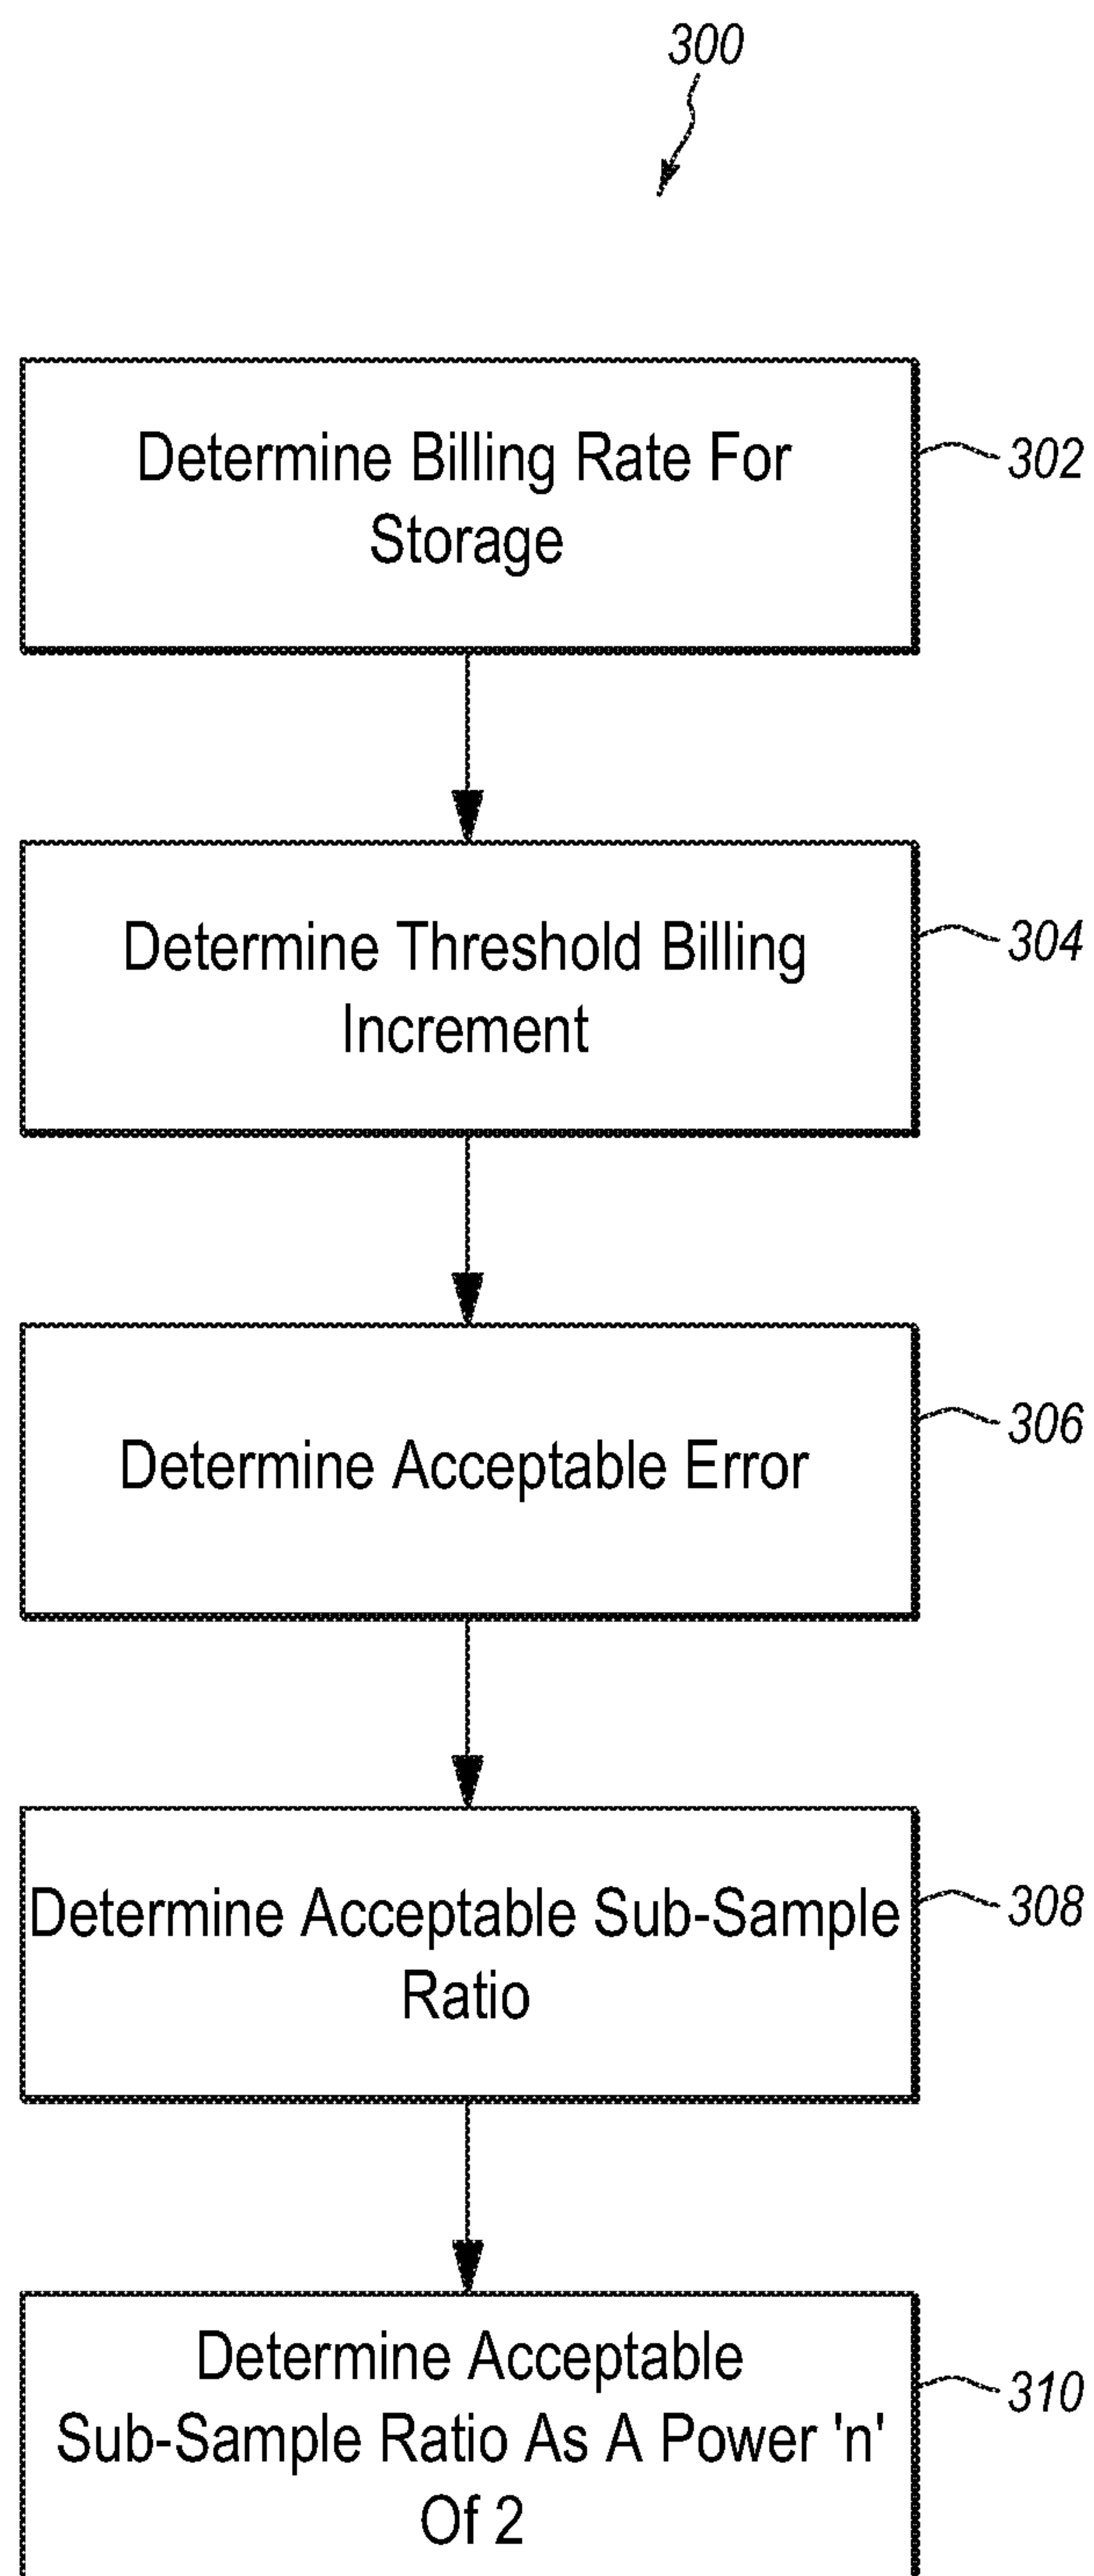 300
Determine Billing Rate For
Storage
302
Determine Threshold Billing
Increment
304
Determine Acceptable Error
306
Determine Acceptable Sub-Sample
Ratio
308
Determine Acceptable
Sub-Sample Ratio As A Power 'n'
Of 2
310